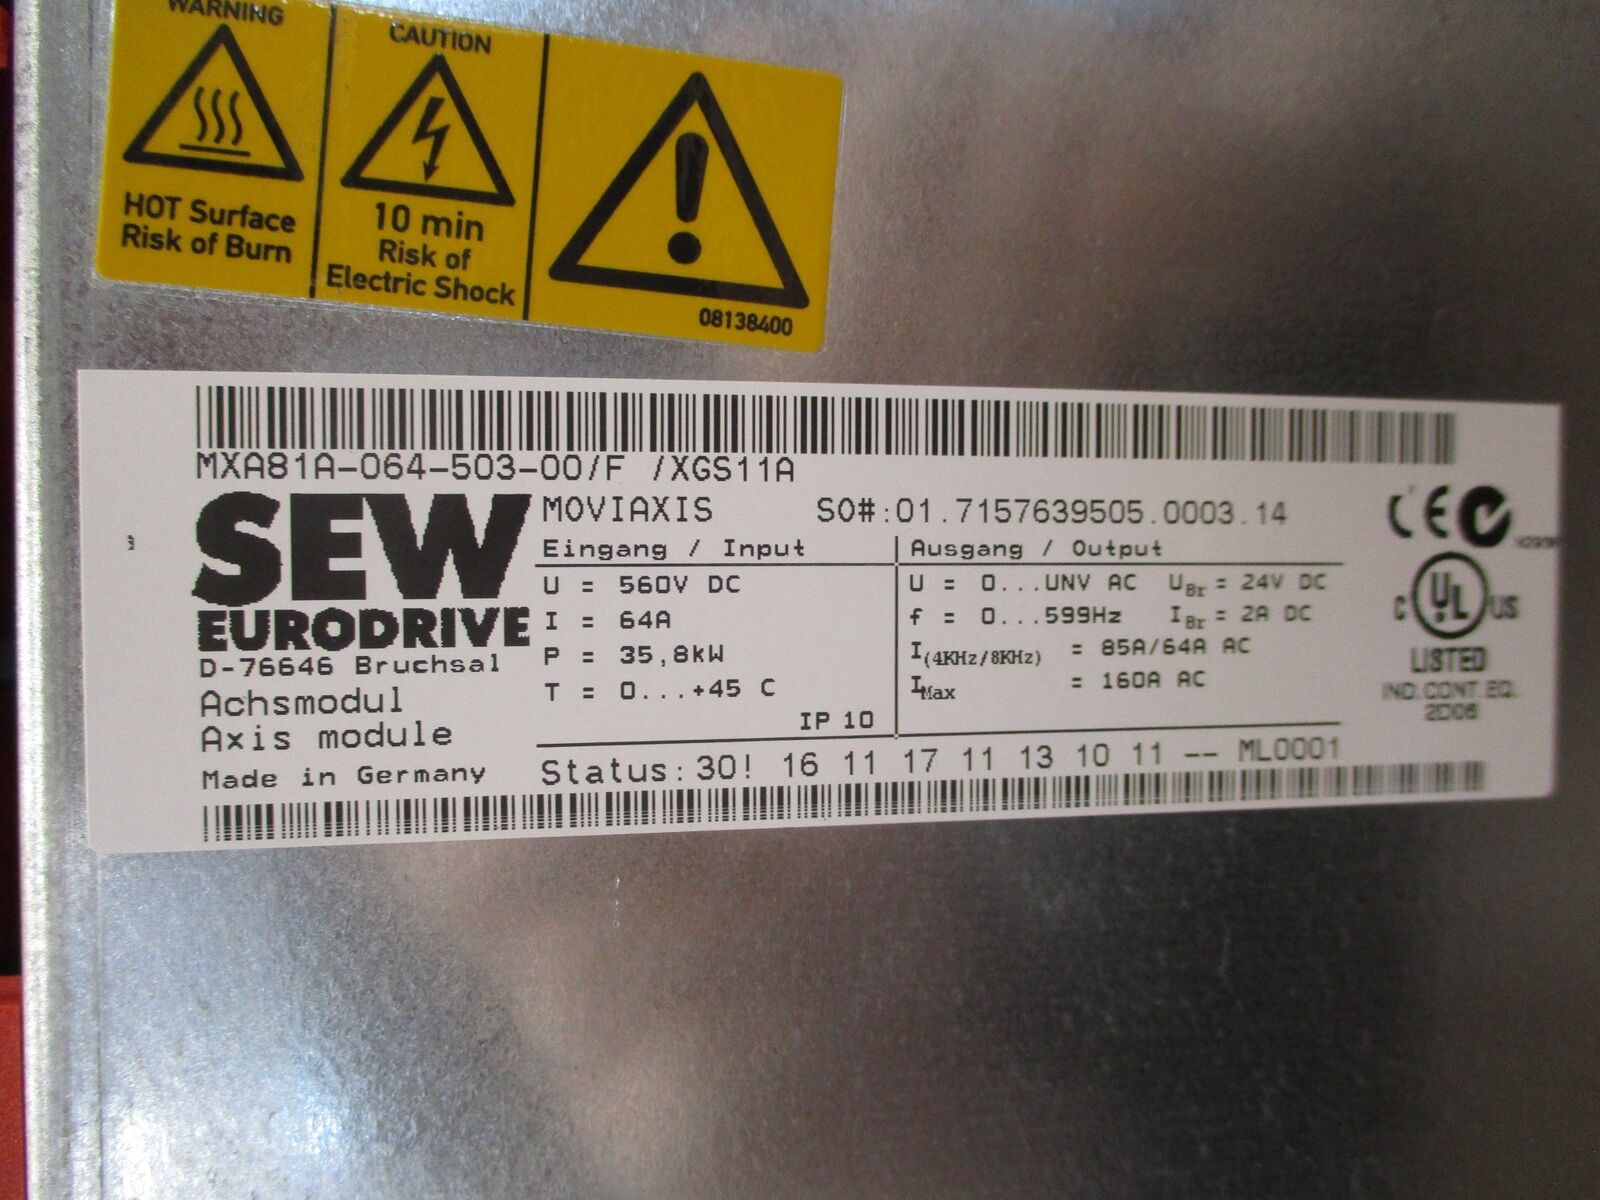 WARNING
HOT Surface
Risk of Burn
CAUTION
10 min
Risk of
Electric Shock
08138400
MXA81A-064-503-00/F /XGS11A
SEW
EURODRIVE
D-76646 Bruchsal
Achsmodul
Axis module
Made in Germany
MOVIAXIS SO#:01.7157639505.0003.14
Eingang / Input
U = 560V DC
I = 64A
P = 35,8kW
T = 0...+45 C
IP 10
Ausgang / Output
U = 0...UNV AC UBr = 24V DC
f = 0...599Hz IBr = 2A DC
I(4KHz/8KHz) = 85A/64A AC
IMax = 160A AC
Status: 30! 16 11 17 11 13 10 11 -- ML0001
CE
C UL US
LISTED
IND. CONT. EQ.
2D06